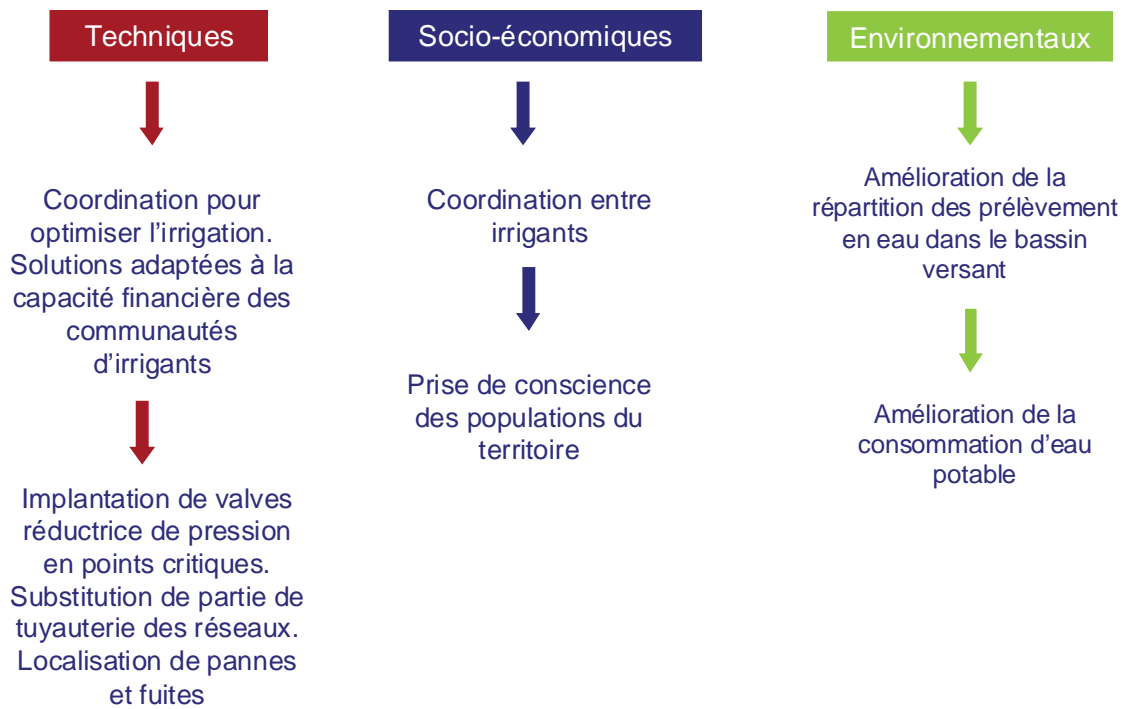 Techniques
Coordination pour
optimiser l’irrigation.
Solutions adaptées à la
capacité financière des
communautés
d’irrigants
Implantation de valves
réductrice de pression
en points critiques.
Substitution de partie de
tuyauterie des réseaux.
Localisation de pannes
et fuites
Socio-économiques
Coordination entre
irrigants
Prise de conscience
des populations du
territoire
Environnementaux
Amélioration de la
répartition des prélèvement
en eau dans le bassin
versant
Amélioration de la
consommation d’eau
potable